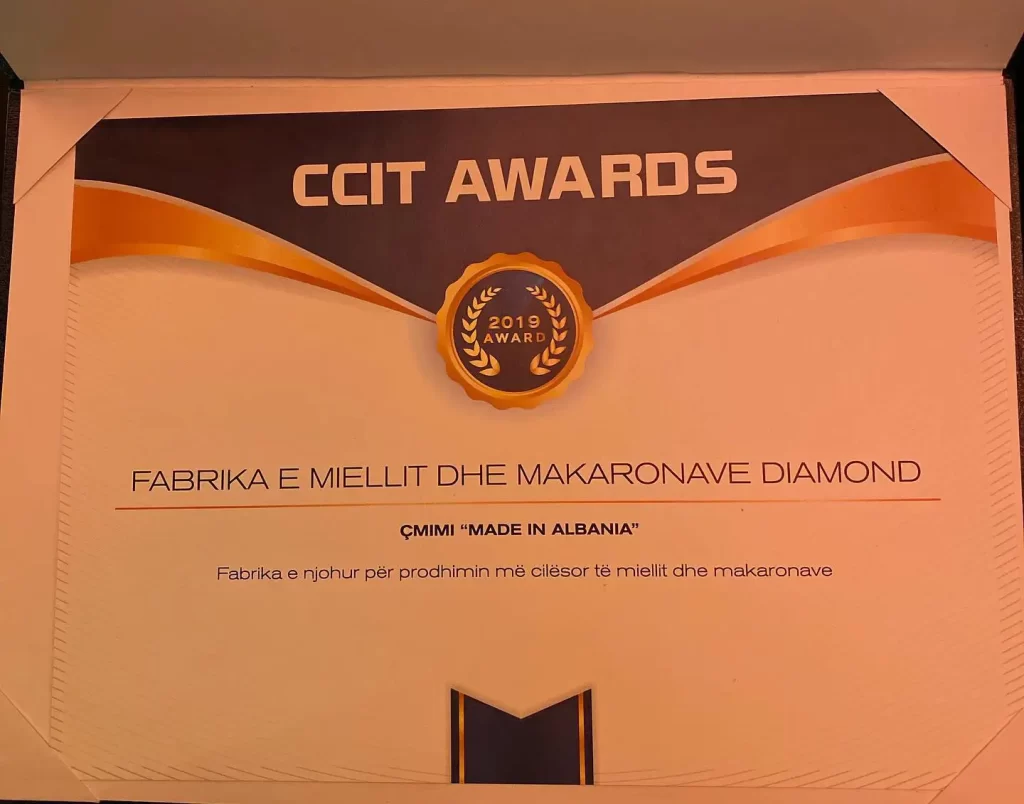 CCIT AWARDS
2019
AWARD
FABRIKA E MIELLIT DHE MAKARONAVE DIAMOND
ÇMIMI “MADE IN ALBANIA”
Fabrika e njohur për prodhimin më cilësor të miellit dhe makaronave